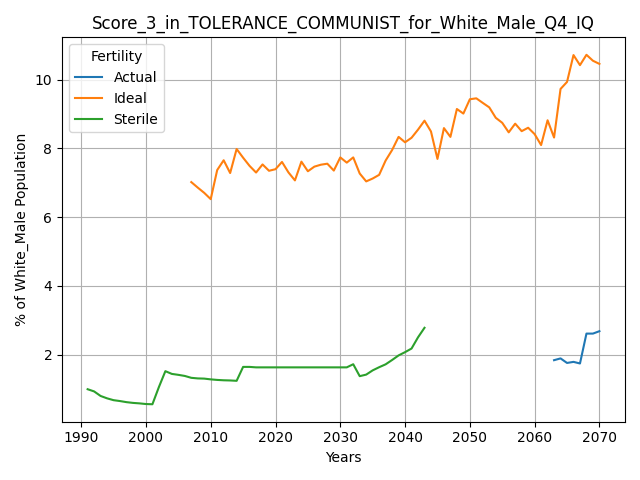 Score_3_in_TOLERANCE_COMMUNIST_for_White_Male_Q4_IQ
Fertility
Actual
Ideal
Sterile
% of White_Male Population
10
8
6
4
2
1990 2000 2010 2020 2030 2040 2050 2060 2070
Years